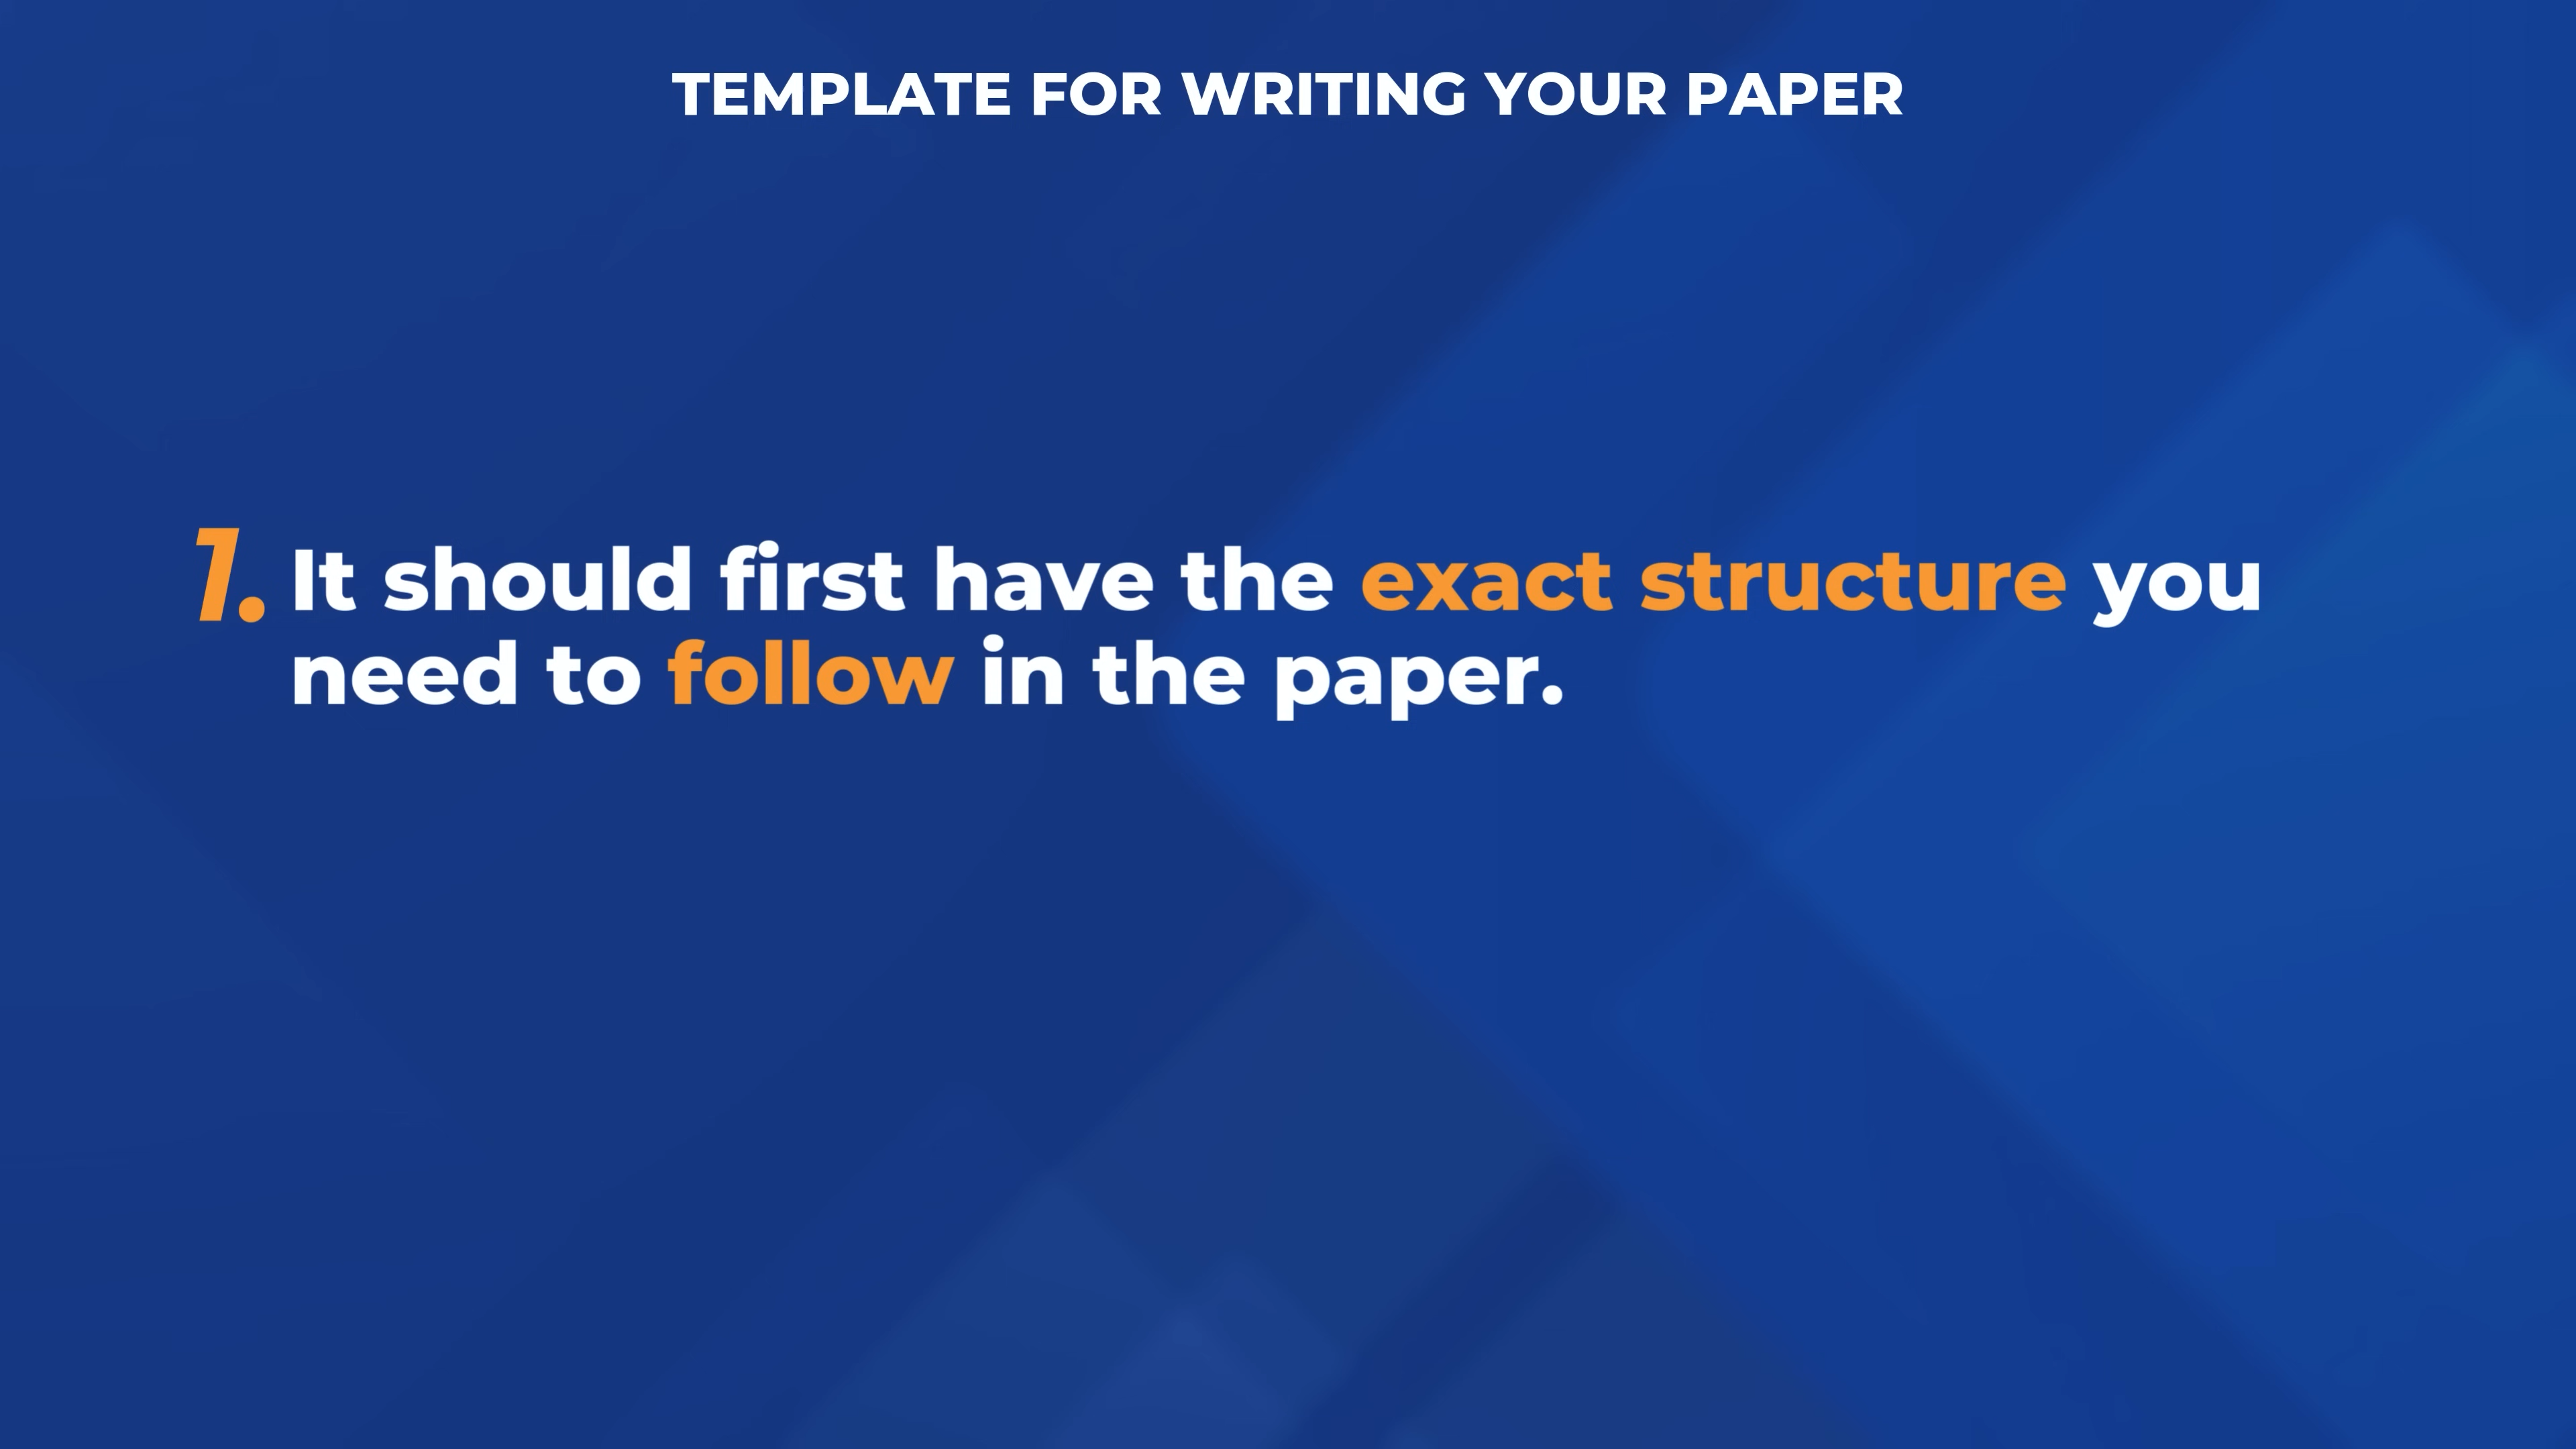 TEMPLATE FOR WRITING YOUR PAPER
1. It should first have the exact structure you
need to follow in the paper.